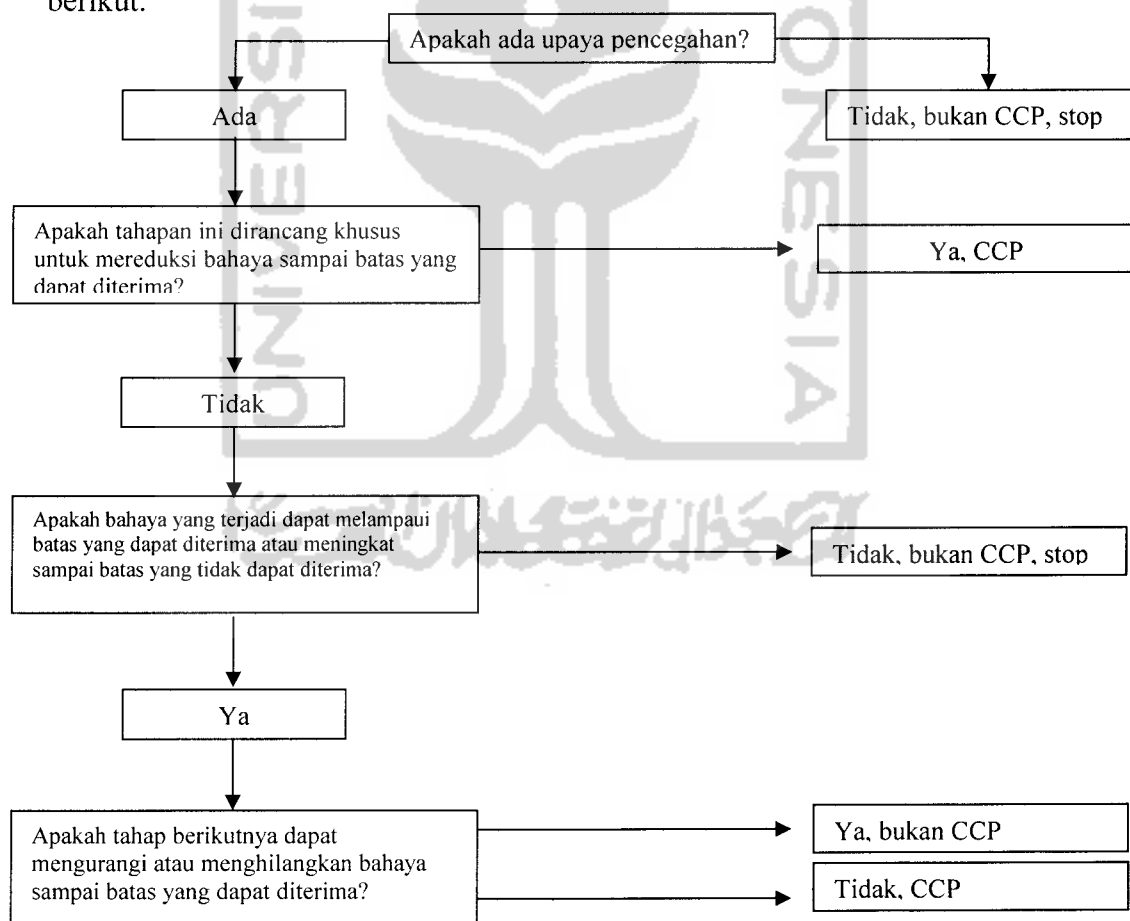 berikut.
Apakah ada upaya pencegahan?
Ada
Tidak, bukan CCP, stop
Apakah tahapan ini dirancang khusus
untuk mereduksi bahaya sampai batas yang
dapat diterima?
Ya, CCP
Tidak
Apakah bahaya yang terjadi dapat melampaui
batas yang dapat diterima atau meningkat
sampai batas yang tidak dapat diterima?
Tidak, bukan CCP, stop
Ya
Apakah tahap berikutnya dapat
mengurangi atau menghilangkan bahaya
sampai batas yang dapat diterima?
Ya, bukan CCP
Tidak, CCP